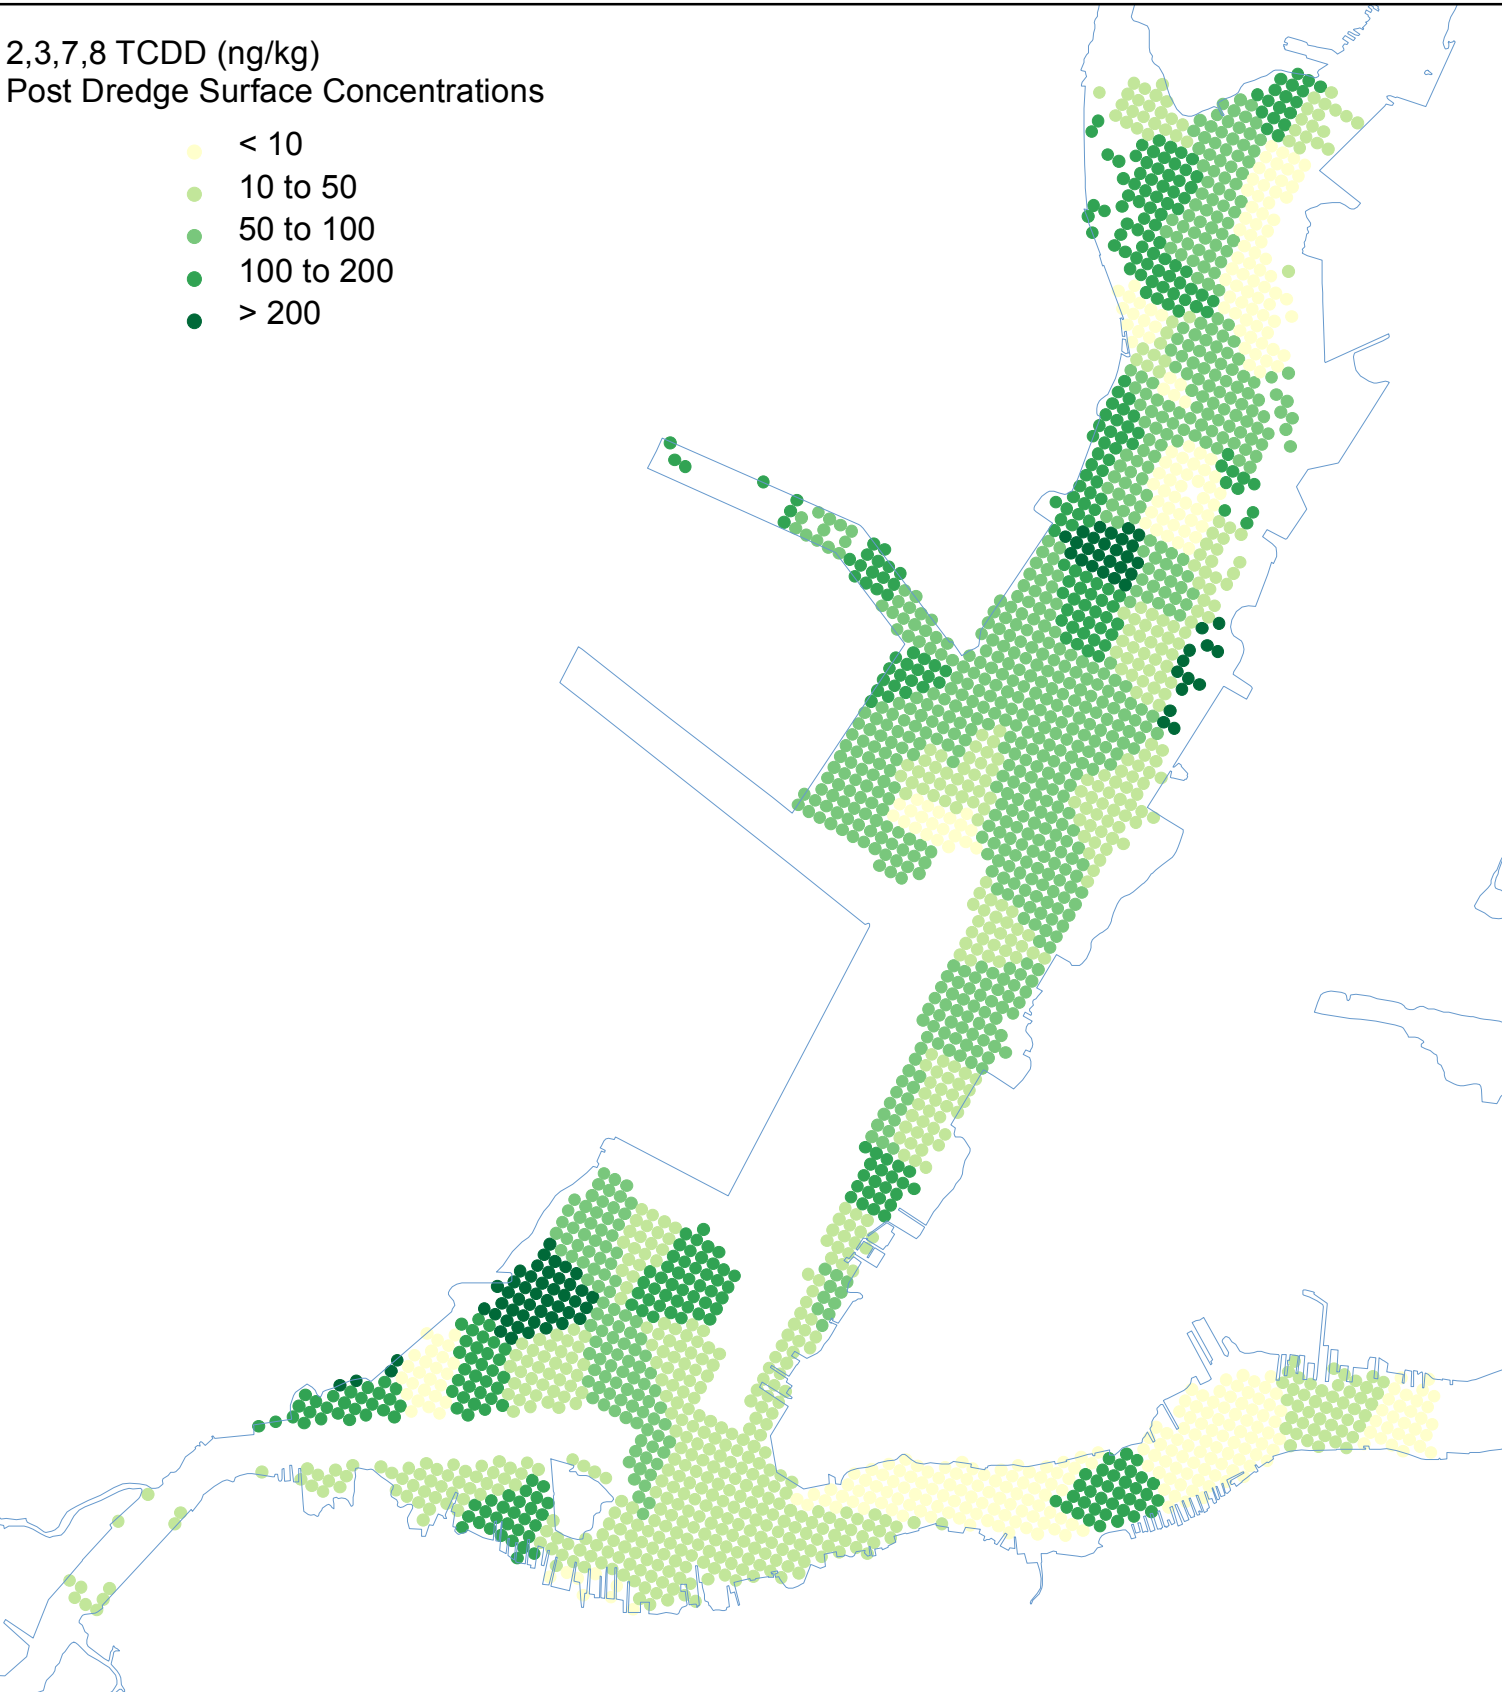 2,3,7,8 TCDD (ng/kg)
Post Dredge Surface Concentrations
< 10
10 to 50
50 to 100
100 to 200
> 200